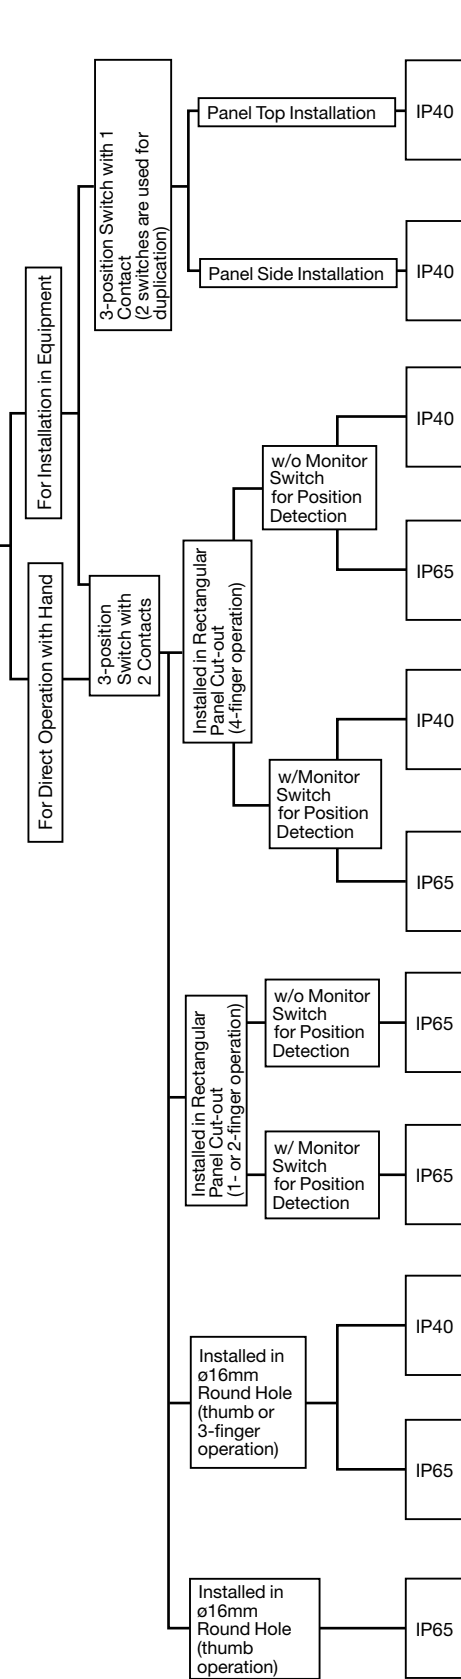 For Installation in Equipment
3-position Switch with 1
Contact
(2 switches are used for
duplication)
Panel Top Installation
IP40
Panel Side Installation
IP40
For Direct Operation with Hand
3-position
Switch with
2 Contacts
Installed in Rectangular
Panel Cut-out
(4-finger operation)
w/o Monitor
Switch
for Position
Detection
IP40
IP65
w/Monitor
Switch
for Position
Detection
IP40
IP65
Installed in Rectangular
Panel Cut-out
(1- or 2-finger operation)
w/o Monitor
Switch
for Position
Detection
IP65
w/ Monitor
Switch
for Position
Detection
IP65
Installed in
ø16mm
Round Hole
(thumb or
3-finger
operation)
IP40
IP65
Installed in
ø16mm
Round Hole
(thumb
operation)
IP65